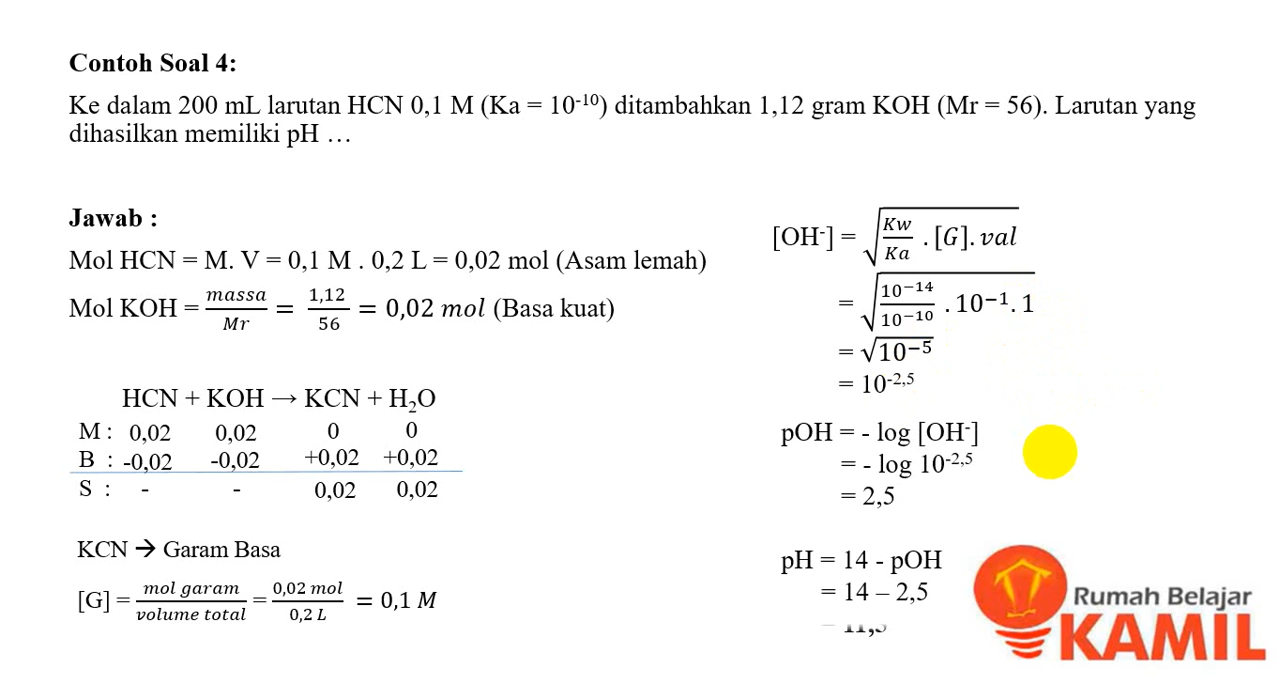 Contoh Soal 4:
Ke dalam 200 mL larutan HCN 0,1 M (Ka = 10⁻¹⁰) ditambahkan 1,12 gram KOH (Mr = 56). Larutan yang
dihasilkan memiliki pH …
Jawab :
Mol HCN = M. V = 0,1 M . 0,2 L = 0,02 mol (Asam lemah)
Mol KOH = massa/Mr = 1,12/56 = 0,02 mol (Basa kuat)
HCN + KOH → KCN + H₂O
M : 0,02 0,02 0 0
B : -0,02 -0,02 +0,02 +0,02
S : - - 0,02 0,02
KCN → Garam Basa
[G] = mol garam/volume total = 0,02 mol/0,2 L = 0,1 M
[OH⁻] = √(Kw/Ka . [G]. val)
= √(10⁻¹⁴/10⁻¹⁰ . 10⁻¹. 1)
= √10⁻⁵
= 10⁻²,⁵
pOH = - log [OH⁻]
= - log 10⁻²,⁵
= 2,5
pH = 14 - pOH
= 14 – 2,5
Rumah Belajar
KAMIL